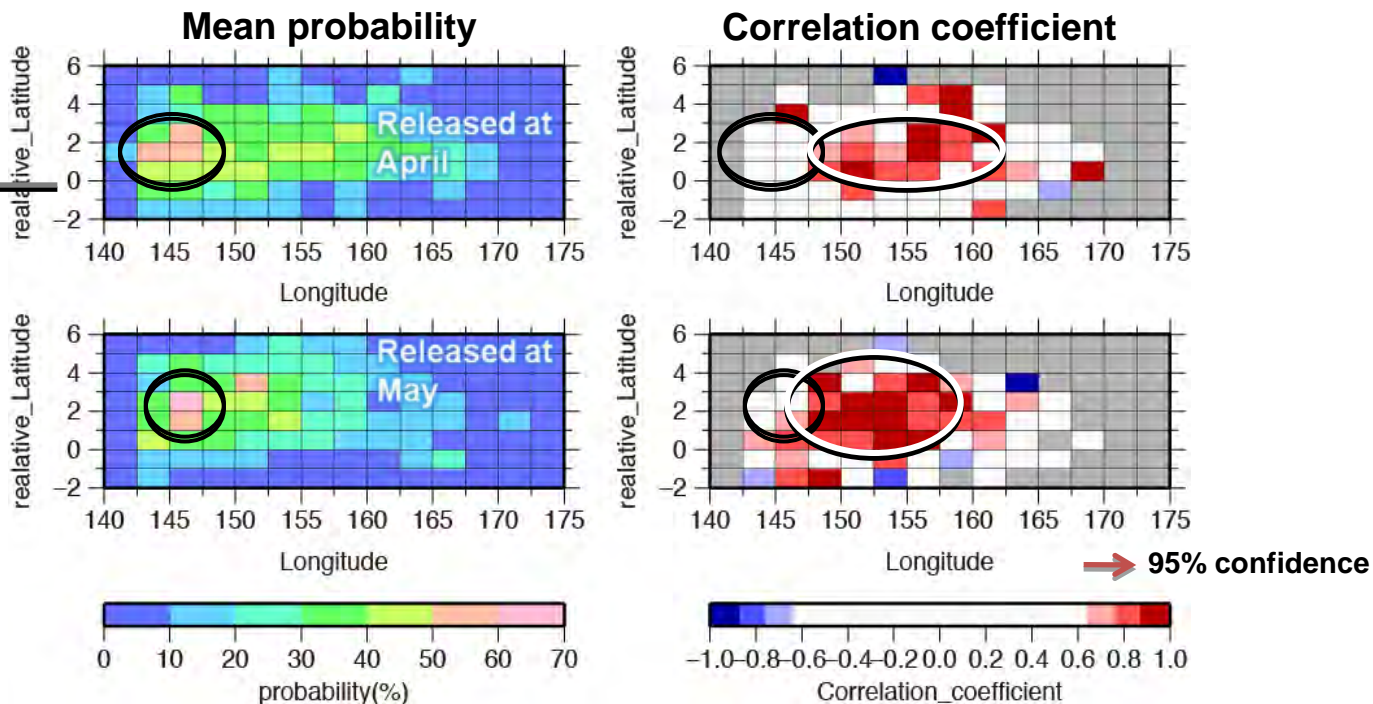 Mean probability
Correlation coefficient
realative_Latitude
6
4
2
0
−2
Released at
April
140 145 150 155 160 165 170 175
Longitude
realative_Latitude
6
4
2
0
−2
140 145 150 155 160 165 170 175
Longitude
realative_Latitude
6
4
2
0
−2
Released at
May
140 145 150 155 160 165 170 175
Longitude
realative_Latitude
6
4
2
0
−2
140 145 150 155 160 165 170 175
Longitude
95% confidence
0 10 20 30 40 50 60 70
probability(%)
−1.0 −0.8 −0.6 −0.4 −0.2 0.0 0.2 0.4 0.6 0.8 1.0
Correlation_coefficient